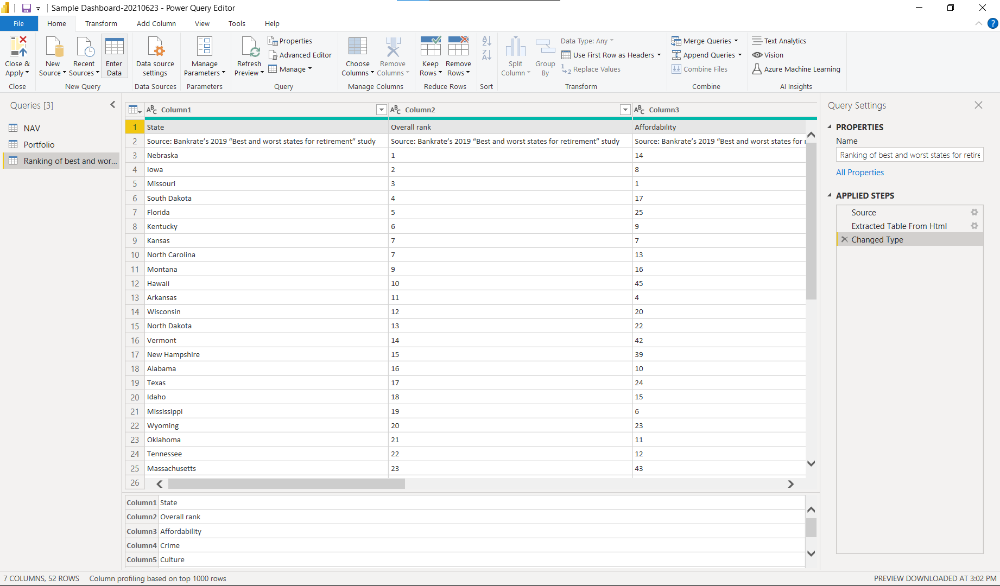 Sample Dashboard-20210623 - Power Query Editor
File Home Transform Add Column View Tools Help
Close & Apply
Close
New Source
Recent Sources
Enter Data
New Query
Data source settings
Data Sources
Manage Parameters
Parameters
Refresh Preview
Properties
Advanced Editor
Manage
Query
Choose Columns
Remove Columns
Manage Columns
Keep Rows
Remove Rows
Reduce Rows
Sort
Split Column
Group By
Data Type: Any
Use First Row as Headers
Replace Values
Transform
Merge Queries
Append Queries
Combine Files
Combine
Text Analytics
Vision
Azure Machine Learning
AI Insights
Queries [3]
NAV
Portfolio
Ranking of best and wor...
ABC Column1 ABC Column2 ABC Column3
1 State Overall rank Affordability
2 Source: Bankrate’s 2019 “Best and worst states for retirement” study Source: Bankrate’s 2019 “Best and worst states for retirement” study Source: Bankrate’s 2019 “Best and worst states for
3 Nebraska 1 14
4 Iowa 2 8
5 Missouri 3 1
6 South Dakota 4 17
7 Florida 5 25
8 Kentucky 6 9
9 Kansas 7 7
10 North Carolina 7 13
11 Montana 9 16
12 Hawaii 10 45
13 Arkansas 11 4
14 Wisconsin 12 20
15 North Dakota 13 22
16 Vermont 14 42
17 New Hampshire 15 39
18 Alabama 16 10
19 Texas 17 24
20 Idaho 18 15
21 Mississippi 19 6
22 Wyoming 20 23
23 Oklahoma 21 11
24 Tennessee 22 12
25 Massachusetts 23 43
26
Column1 State
Column2 Overall rank
Column3 Affordability
Column4 Crime
Column5 Culture
Query Settings
PROPERTIES
Name
Ranking of best and worst states for retire
All Properties
APPLIED STEPS
Source
Extracted Table From Html
Changed Type
7 COLUMNS, 52 ROWS Column profiling based on top 1000 rows
PREVIEW DOWNLOADED AT 3:02 PM